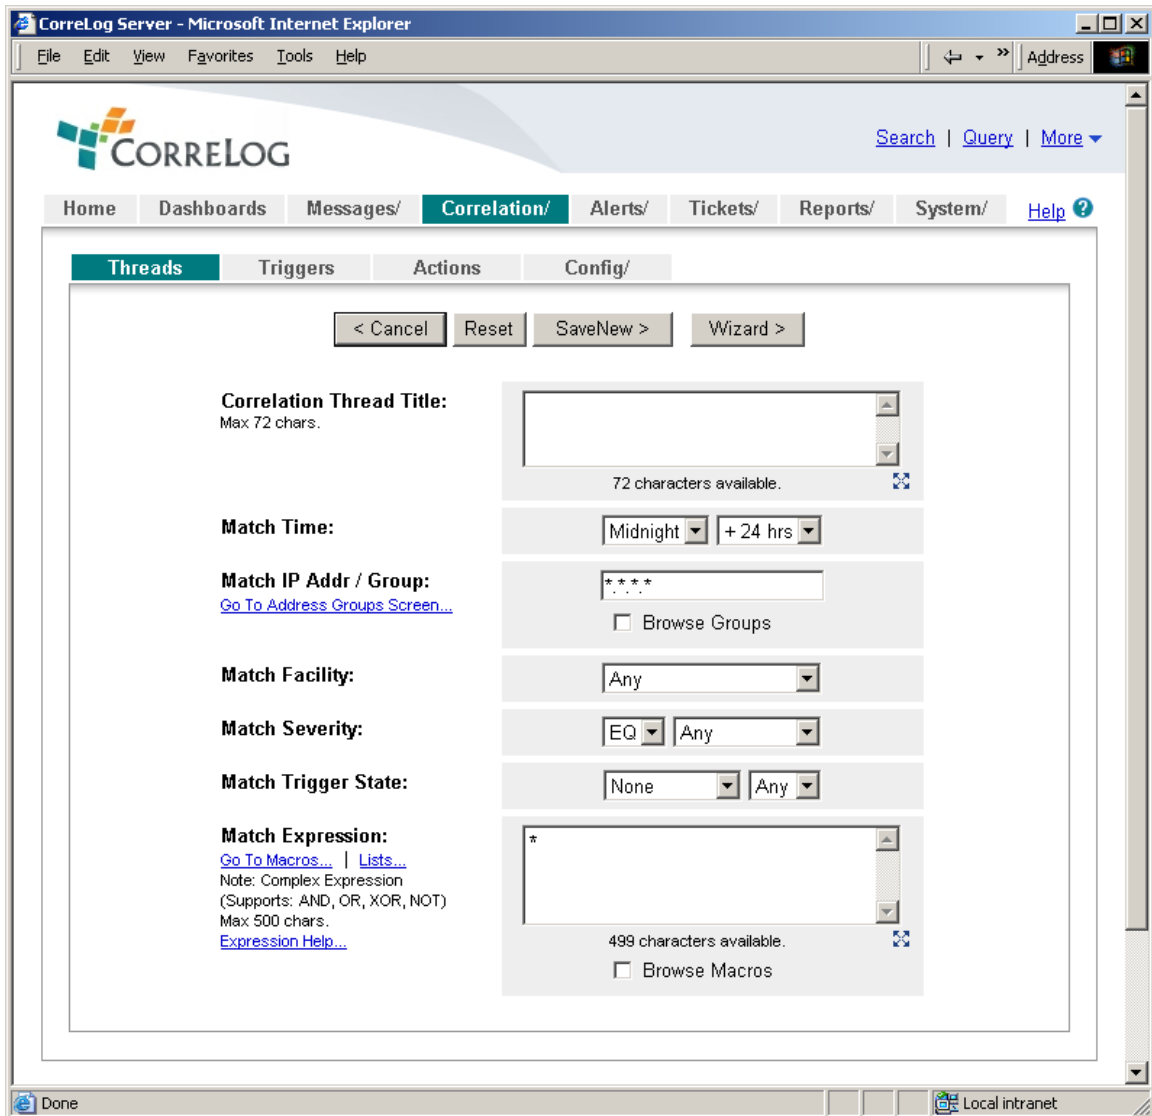 CorreLog Server - Microsoft Internet Explorer
File Edit View Favorites Tools Help » Address
CORRELOG
Search | Query | More
Home Dashboards Messages/ Correlation/ Alerts/ Tickets/ Reports/ System/ Help ?
Threads Triggers Actions Config/
< Cancel Reset SaveNew > Wizard >
Correlation Thread Title:
Max 72 chars.
72 characters available.
Match Time: Midnight + 24 hrs
Match IP Addr / Group: *.*.*.*
Go To Address Groups Screen...
Browse Groups
Match Facility: Any
Match Severity: EQ Any
Match Trigger State: None Any
Match Expression: *
Go To Macros... | Lists...
Note: Complex Expression
(Supports: AND, OR, XOR, NOT)
Max 500 chars.
Expression Help...
499 characters available.
Browse Macros
Done Local intranet